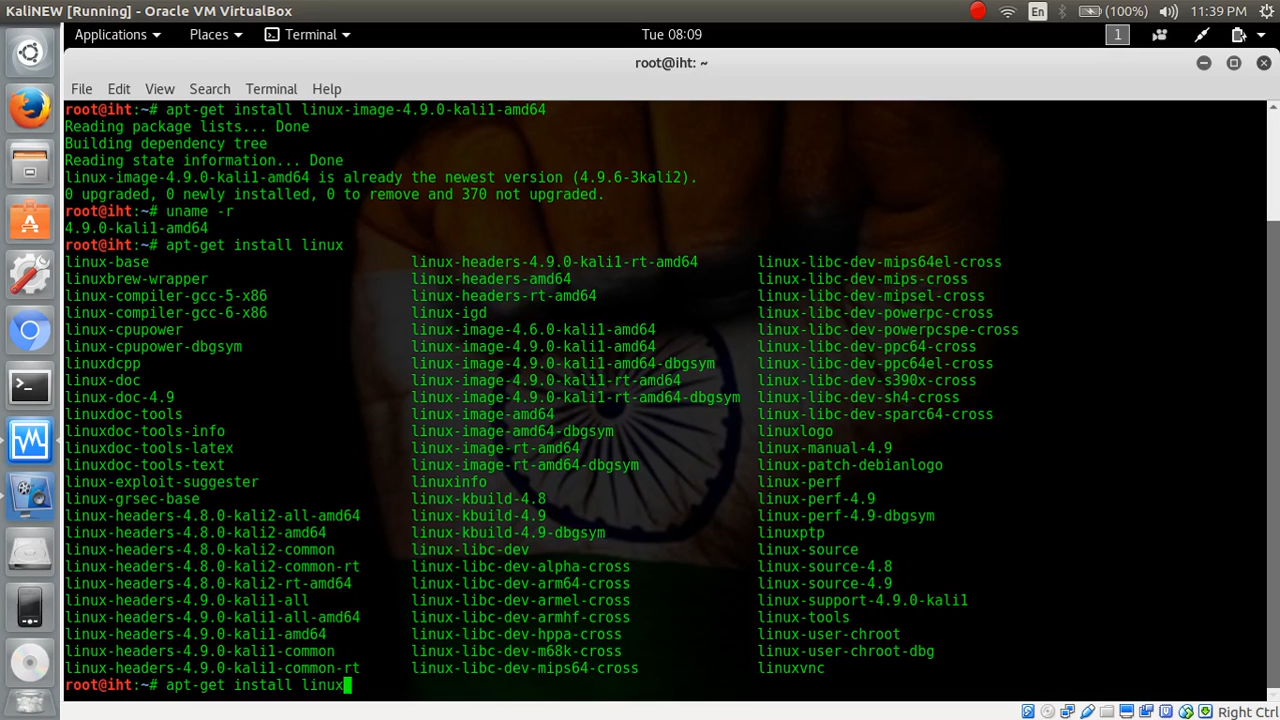 KaliNEW [Running] - Oracle VM VirtualBox En (100%) 11:39 PM
Applications Places Terminal Tue 08:09 1
root@iht: ~
File Edit View Search Terminal Help
root@iht:~# apt-get install linux-image-4.9.0-kali1-amd64
Reading package lists... Done
Building dependency tree
Reading state information... Done
linux-image-4.9.0-kali1-amd64 is already the newest version (4.9.6-3kali2).
0 upgraded, 0 newly installed, 0 to remove and 370 not upgraded.
root@iht:~# uname -r
4.9.0-kali1-amd64
root@iht:~# apt-get install linux
linux-base linux-headers-4.9.0-kali1-rt-amd64 linux-libc-dev-mips64el-cross
linuxbrew-wrapper linux-headers-amd64 linux-libc-dev-mips-cross
linux-compiler-gcc-5-x86 linux-headers-rt-amd64 linux-libc-dev-mipsel-cross
linux-compiler-gcc-6-x86 linux-igd linux-libc-dev-powerpc-cross
linux-cpupower linux-image-4.6.0-kali1-amd64 linux-libc-dev-powerpcspe-cross
linux-cpupower-dbgsym linux-image-4.9.0-kali1-amd64 linux-libc-dev-ppc64-cross
linuxdcpp linux-image-4.9.0-kali1-amd64-dbgsym linux-libc-dev-ppc64el-cross
linux-doc linux-image-4.9.0-kali1-rt-amd64 linux-libc-dev-s390x-cross
linux-doc-4.9 linux-image-4.9.0-kali1-rt-amd64-dbgsym linux-libc-dev-sh4-cross
linuxdoc-tools linux-image-amd64 linux-libc-dev-sparc64-cross
linuxdoc-tools-info linux-image-amd64-dbgsym linuxlogo
linuxdoc-tools-latex linux-image-rt-amd64 linux-manual-4.9
linuxdoc-tools-text linux-image-rt-amd64-dbgsym linux-patch-debianlogo
linux-exploit-suggester linuxinfo linux-perf
linux-grsec-base linux-kbuild-4.8 linux-perf-4.9
linux-headers-4.8.0-kali2-all-amd64 linux-kbuild-4.9 linux-perf-4.9-dbgsym
linux-headers-4.8.0-kali2-amd64 linux-kbuild-4.9-dbgsym linuxptp
linux-headers-4.8.0-kali2-common linux-libc-dev linux-source
linux-headers-4.8.0-kali2-common-rt linux-libc-dev-alpha-cross linux-source-4.8
linux-headers-4.8.0-kali2-rt-amd64 linux-libc-dev-arm64-cross linux-source-4.9
linux-headers-4.9.0-kali1-all linux-libc-dev-armel-cross linux-support-4.9.0-kali1
linux-headers-4.9.0-kali1-all-amd64 linux-libc-dev-armhf-cross linux-tools
linux-headers-4.9.0-kali1-amd64 linux-libc-dev-hppa-cross linux-user-chroot
linux-headers-4.9.0-kali1-common linux-libc-dev-m68k-cross linux-user-chroot-dbg
linux-headers-4.9.0-kali1-common-rt linux-libc-dev-mips64-cross linuxvnc
root@iht:~# apt-get install linux
Right Ctrl